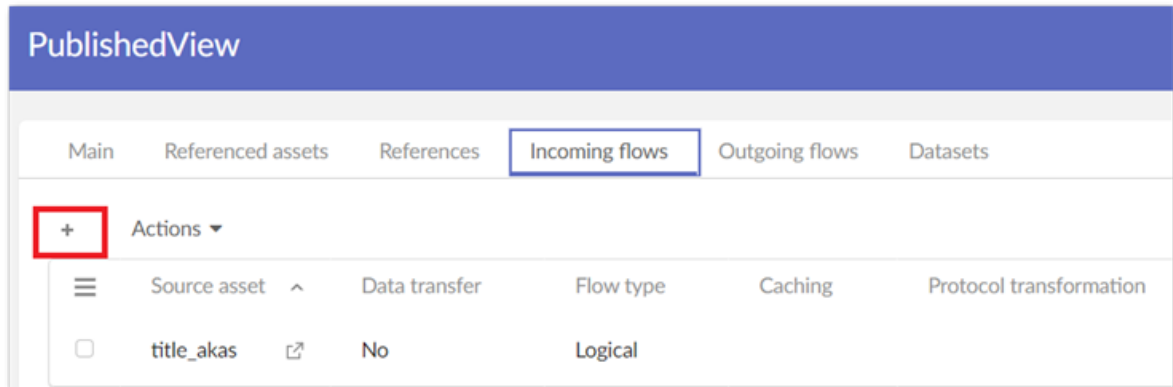 PublishedView
Main Referenced assets References Incoming flows Outgoing flows Datasets
+ Actions
Source asset Data transfer Flow type Caching Protocol transformation
title_akas No Logical